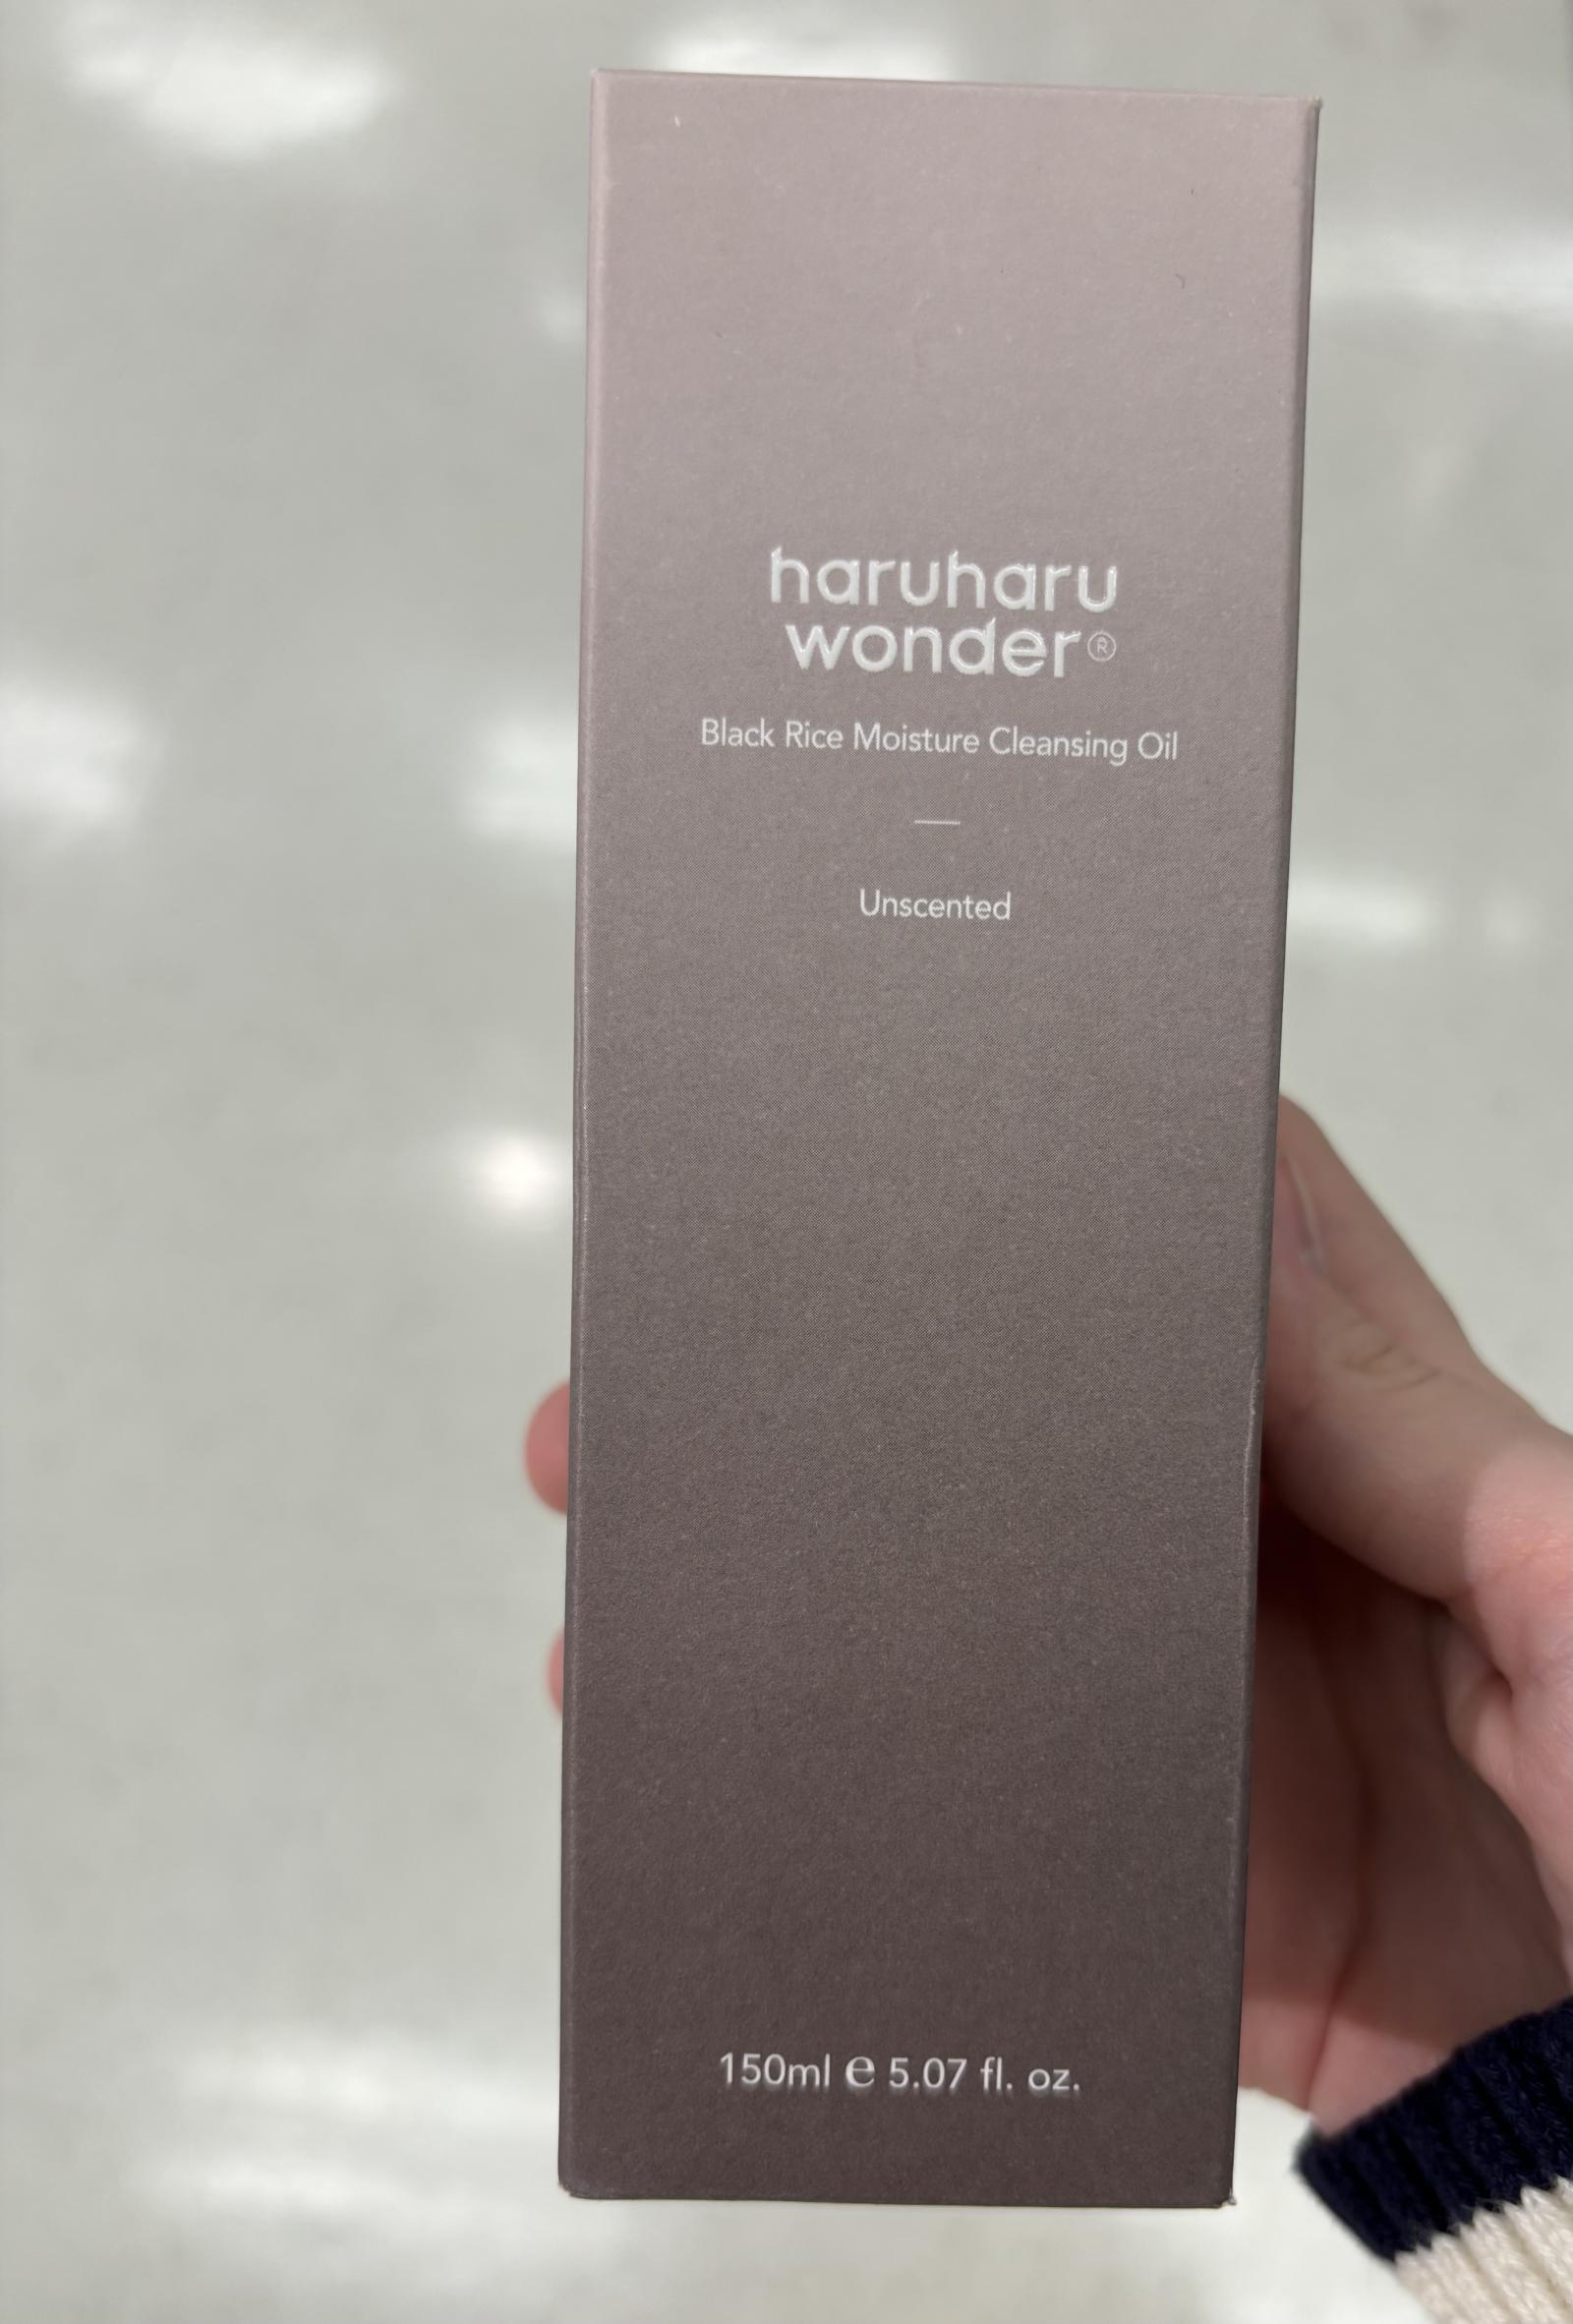 haruharu
wonder®
Black Rice Moisture Cleansing Oil
Unscented
150ml ℮ 5.07 fl. oz.